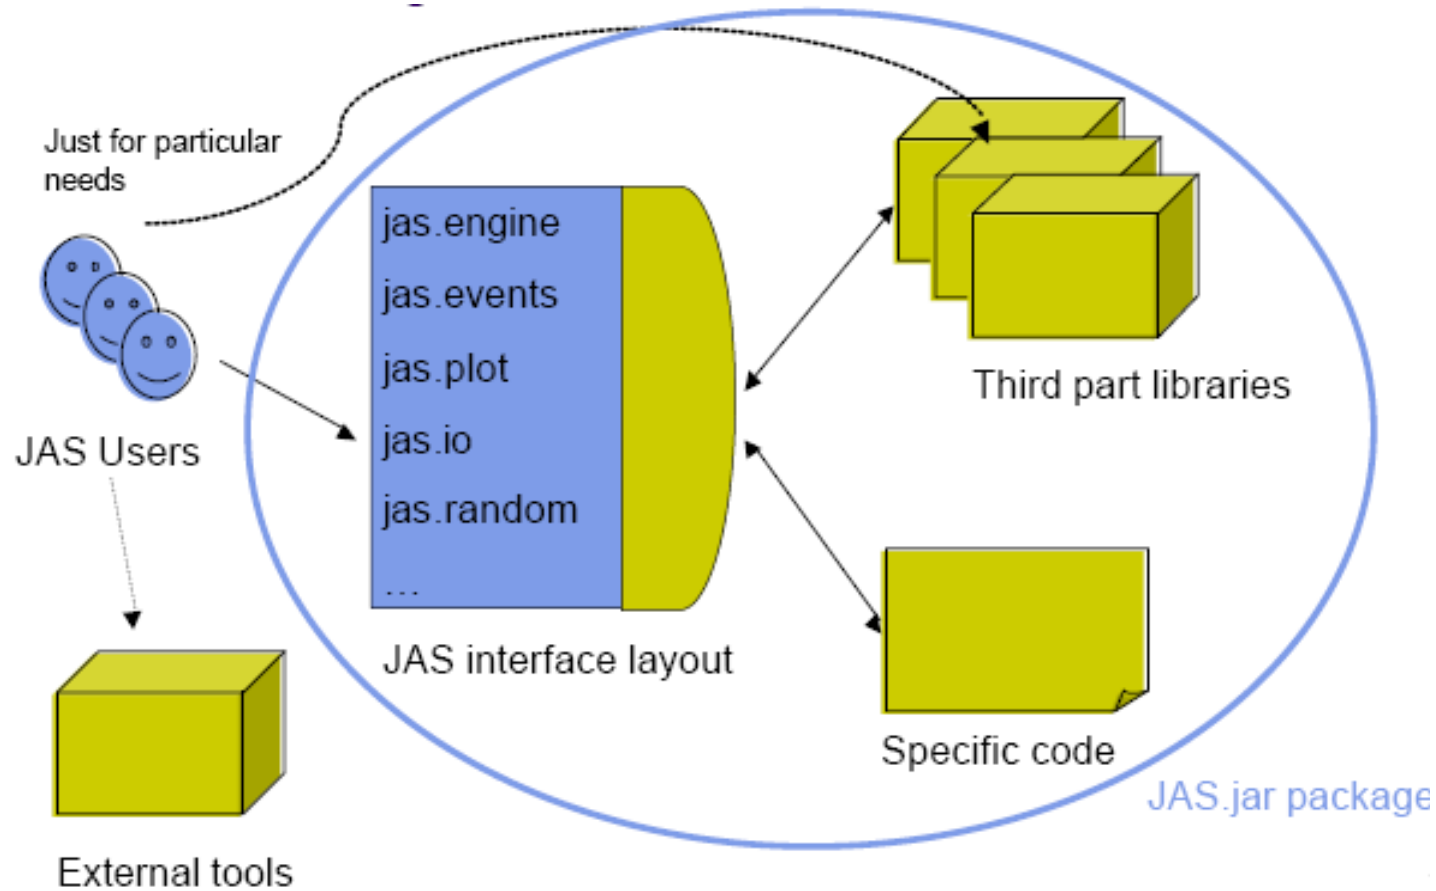 Just for particular
needs
jas.engine
jas.events
jas.plot
jas.io
jas.random
...
JAS Users
JAS interface layout
Third part libraries
Specific code
JAS.jar package
External tools